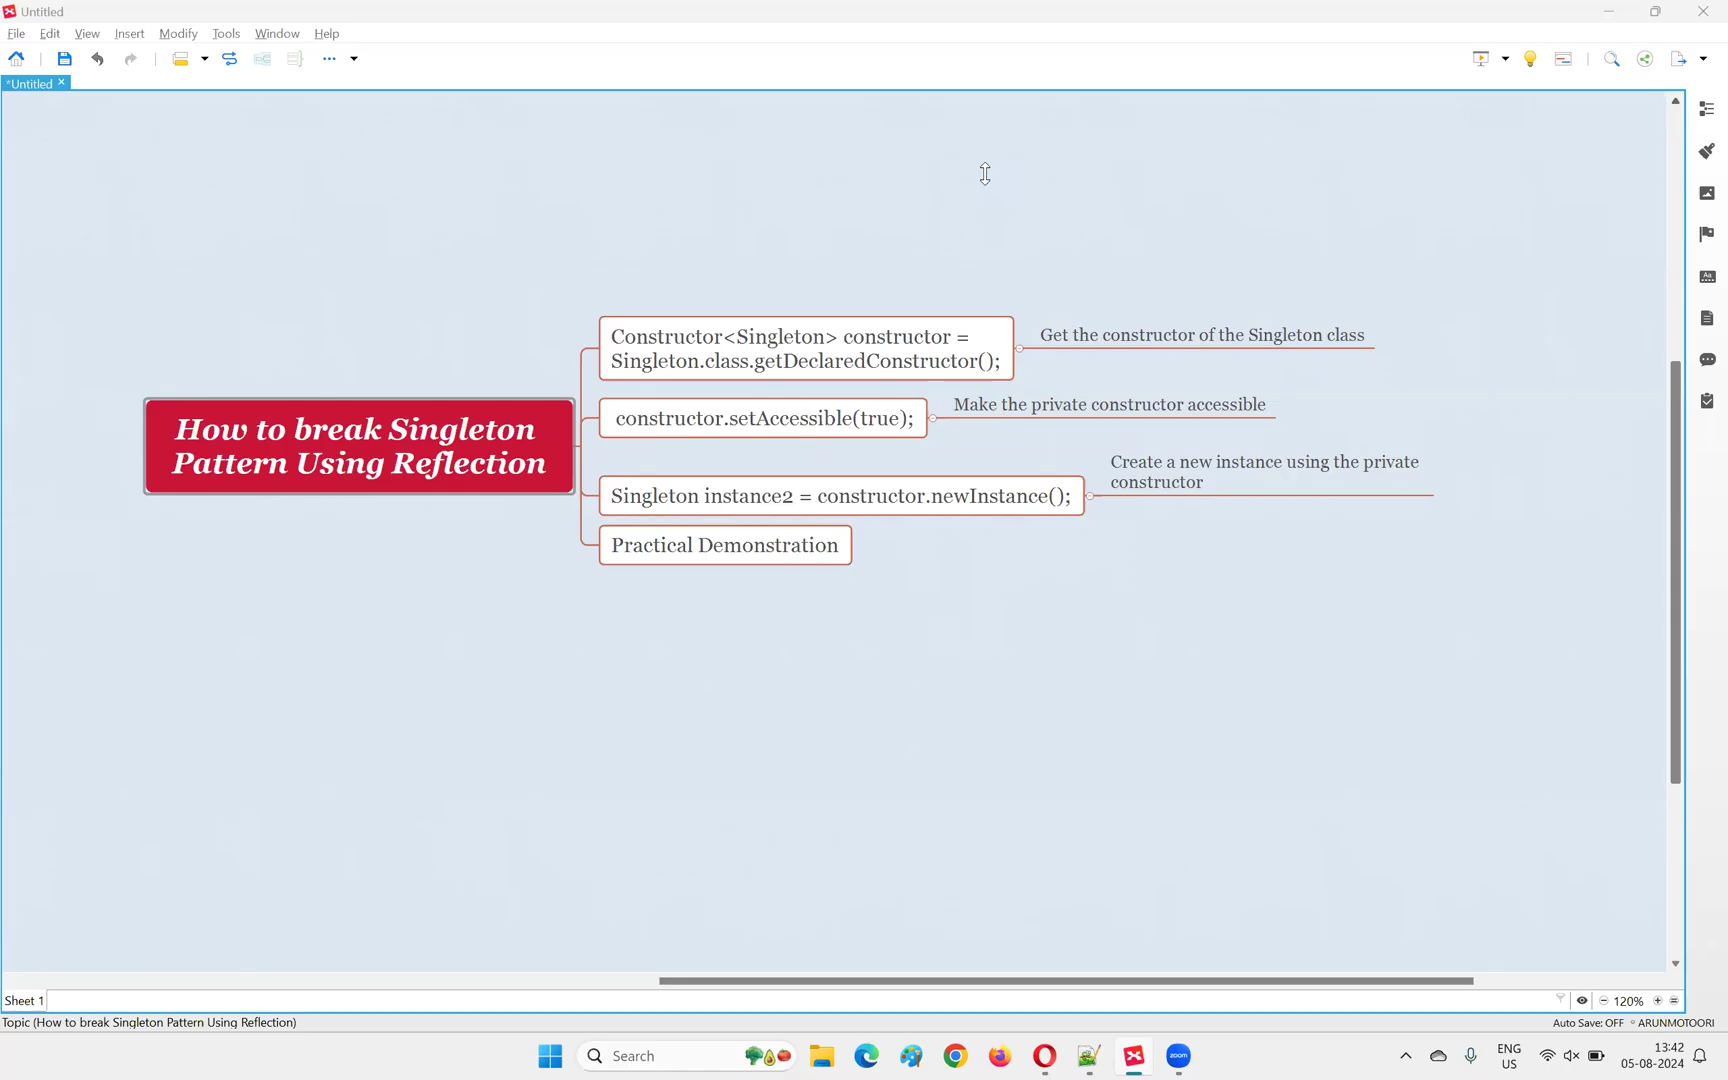 Untitled
File Edit View Insert Modify Tools Window Help
*Untitled
Constructor<Singleton> constructor =
Singleton.class.getDeclaredConstructor();
Get the constructor of the Singleton class
How to break Singleton
Pattern Using Reflection
constructor.setAccessible(true);
Make the private constructor accessible
Singleton instance2 = constructor.newInstance();
Create a new instance using the private
constructor
Practical Demonstration
Sheet 1
120%
Topic (How to break Singleton Pattern Using Reflection)
Auto Save: OFF
ARUNMOTOORI
Search
zoom
ENG
US
13:42
05-08-2024